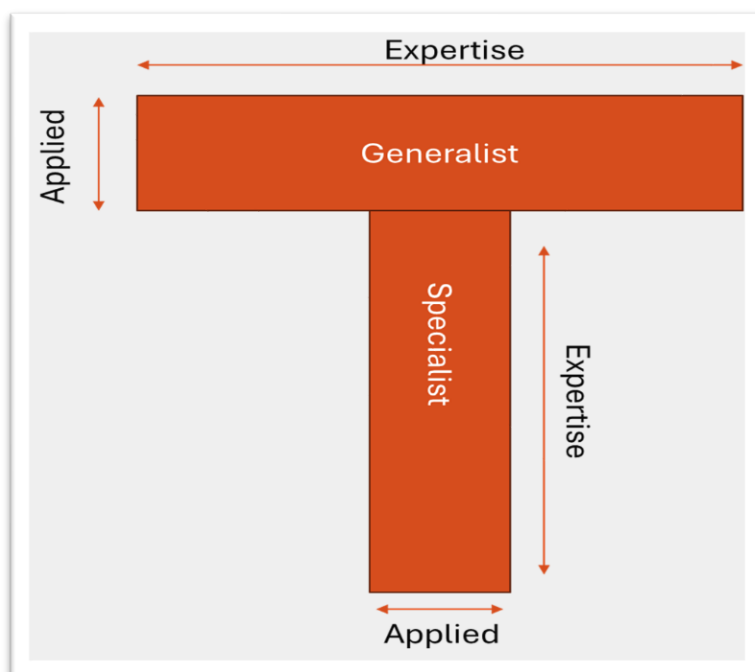 Expertise
Applied
Generalist
Specialist
Expertise
Applied